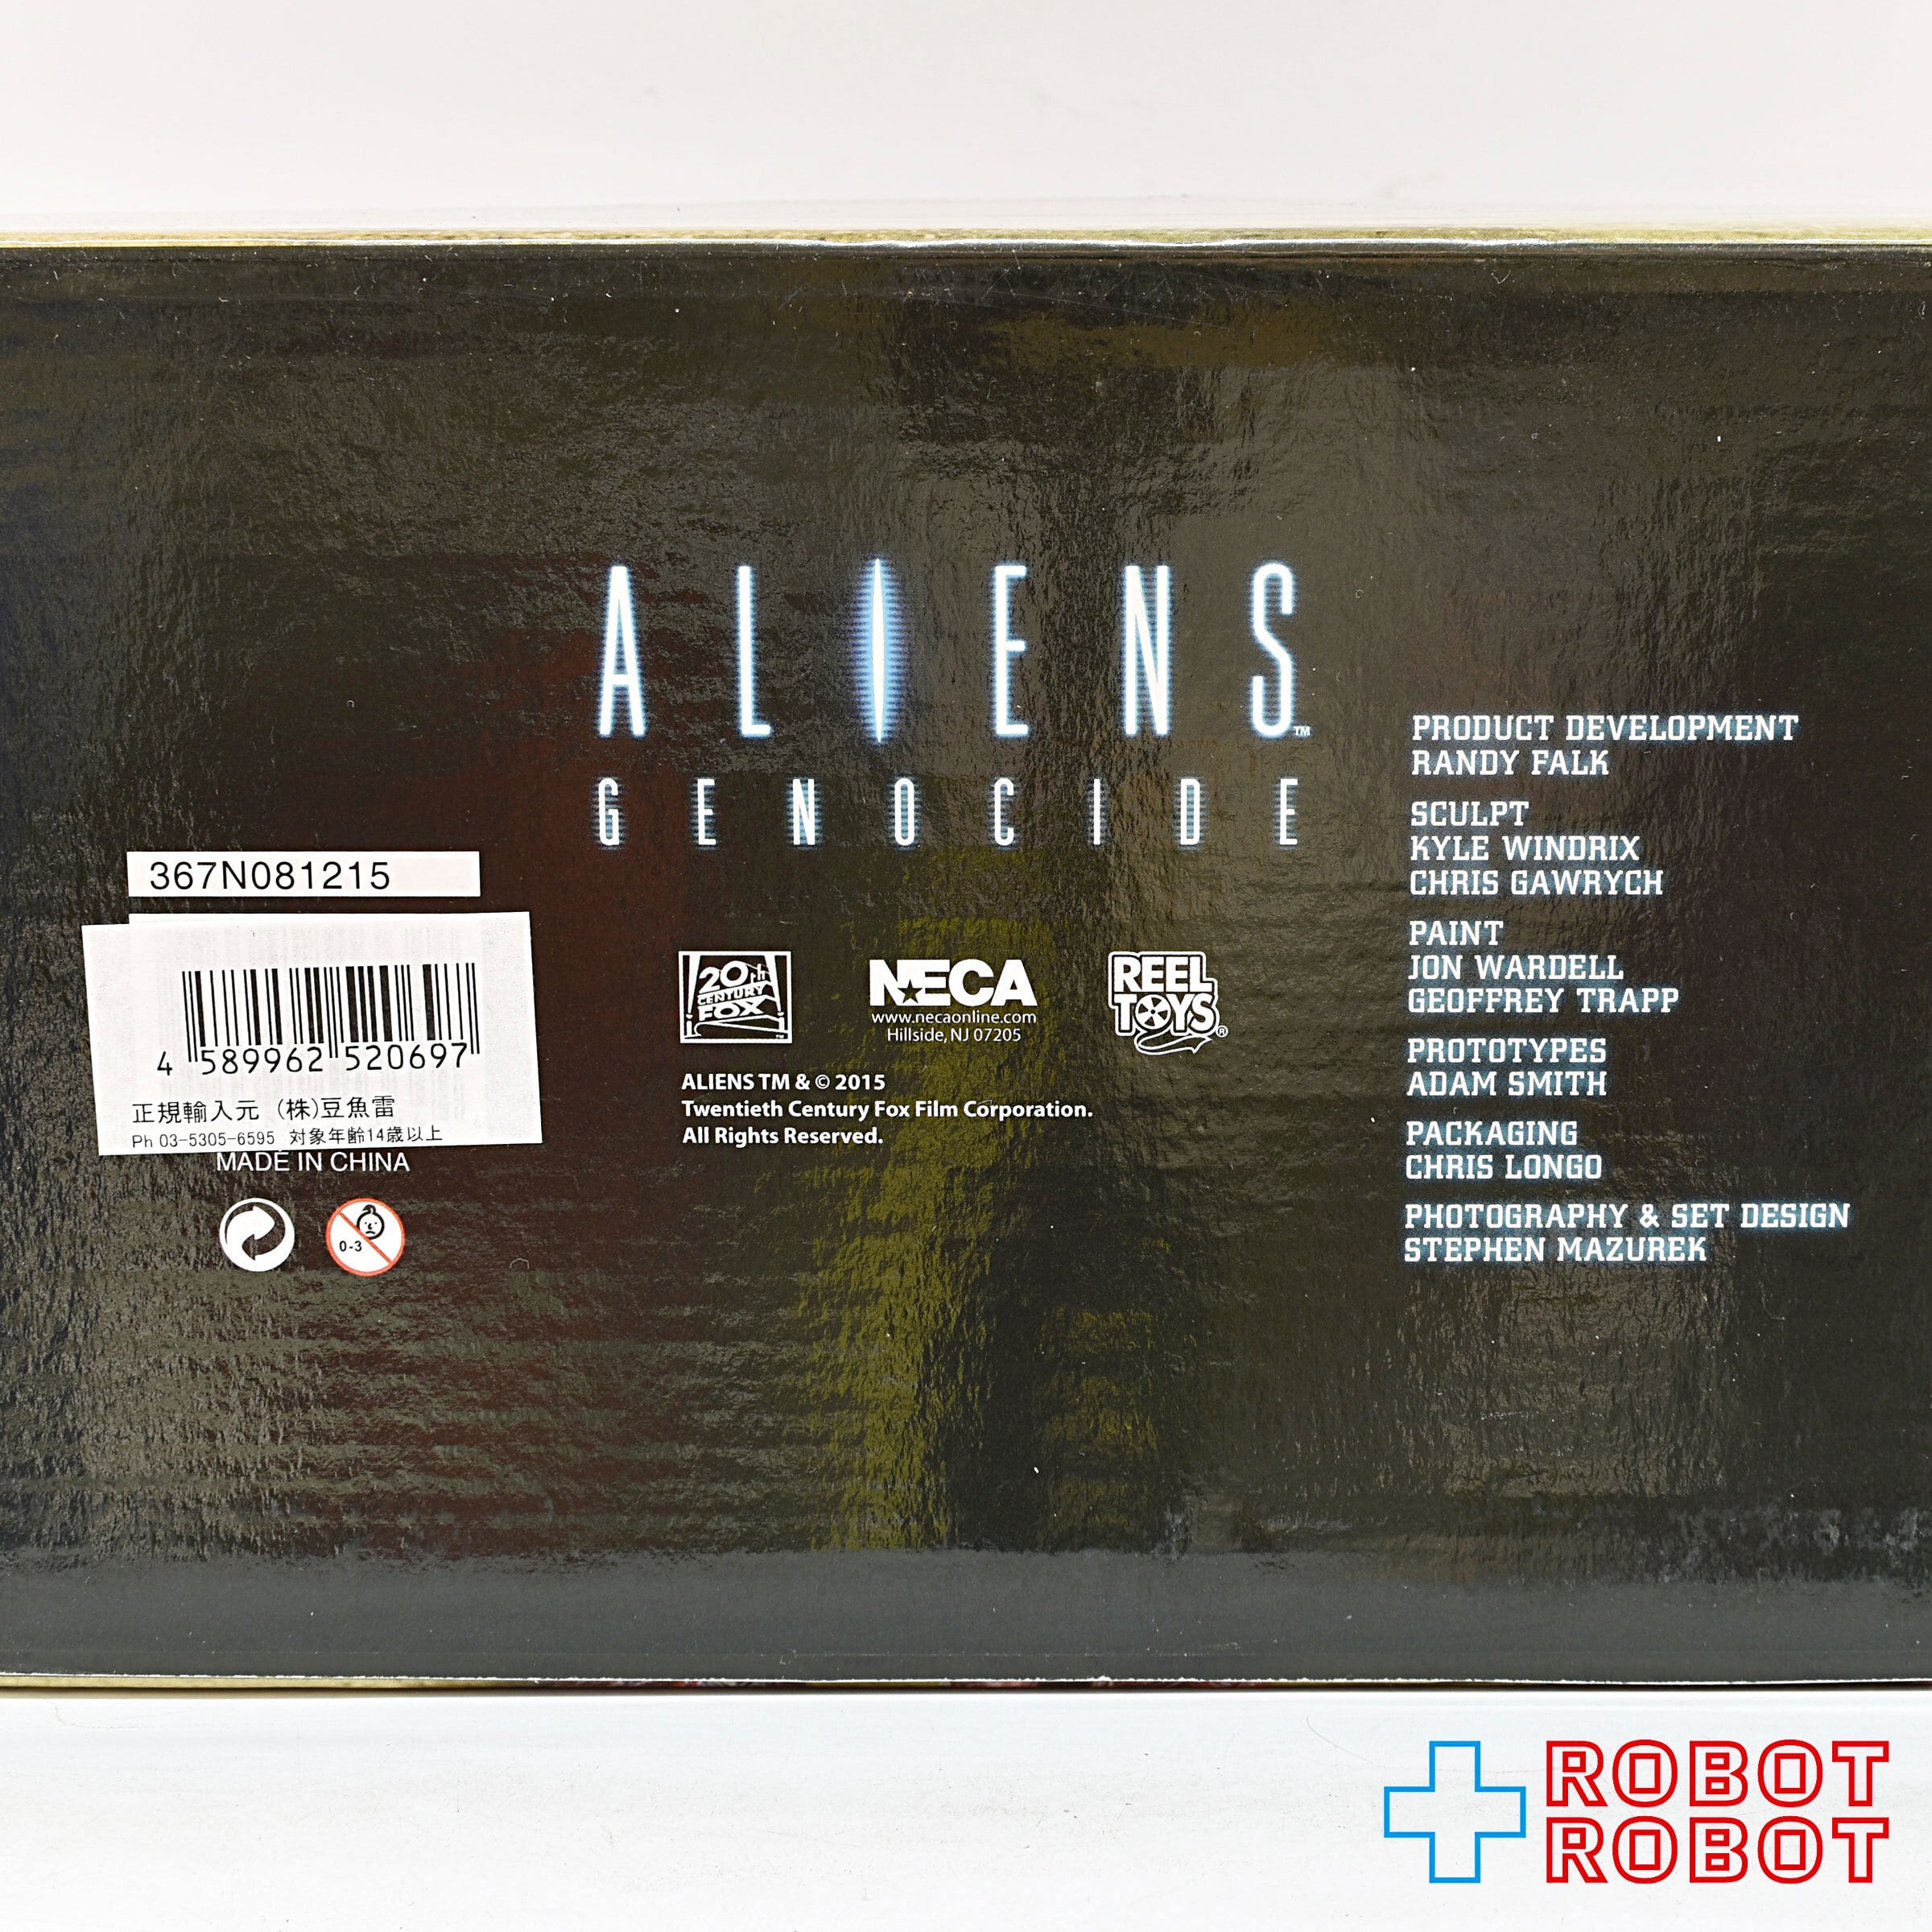 ALIENS™
GENOCIDE
367N081215
4 589962 520697
正規輸入元 (株)豆魚雷
Ph 03-5305-6595 対象年齢14歳以上
MADE IN CHINA
0-3
20th
CENTURY
FOX
TM
NECA
www.necaonline.com
Hillside, NJ 07205
REEL
TOYS®
ALIENS TM & © 2015
Twentieth Century Fox Film Corporation.
All Rights Reserved.
PRODUCT DEVELOPMENT
RANDY FALK
SCULPT
KYLE WINDRIX
CHRIS GAWRYCH
PAINT
JON WARDELL
GEOFFREY TRAPP
PROTOTYPES
ADAM SMITH
PACKAGING
CHRIS LONGO
PHOTOGRAPHY & SET DESIGN
STEPHEN MAZUREK
ROBOT
ROBOT